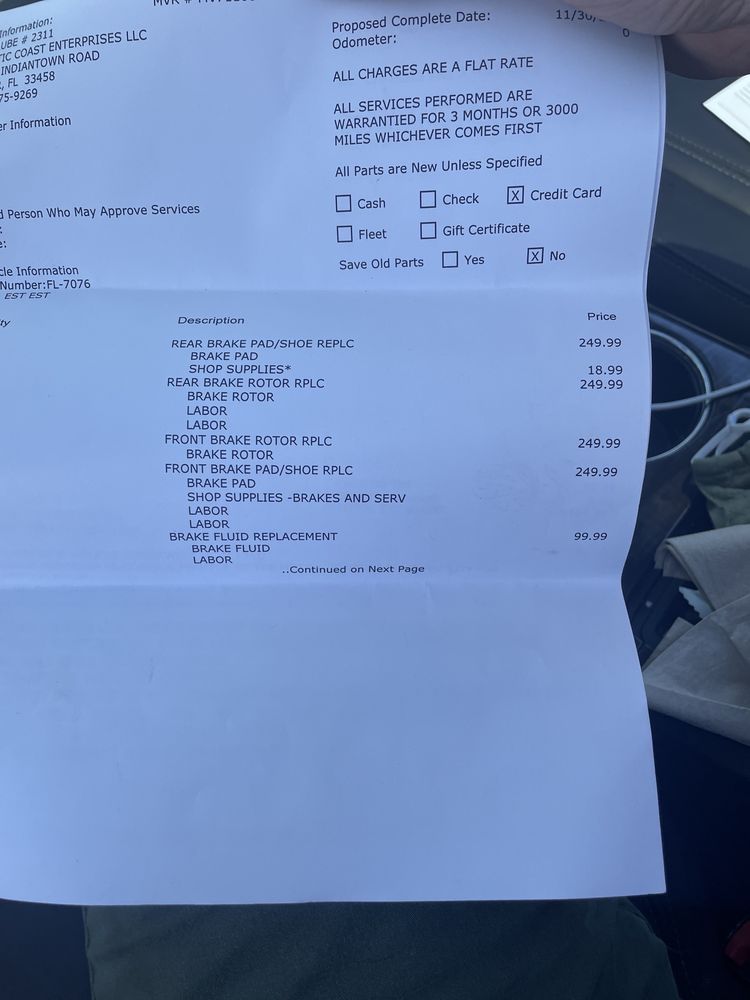 Information:
UBE # 2311
TIC COAST ENTERPRISES LLC
INDIANTOWN ROAD
, FL 33458
75-9269
er Information
d Person Who May Approve Services
:
e:
cle Information
Number:FL-7076
EST EST
Proposed Complete Date: 11/30/
Odometer: 0
ALL CHARGES ARE A FLAT RATE
ALL SERVICES PERFORMED ARE
WARRANTIED FOR 3 MONTHS OR 3000
MILES WHICHEVER COMES FIRST
All Parts are New Unless Specified
Cash Check X Credit Card
Fleet Gift Certificate
Save Old Parts Yes X No
ty Description Price
REAR BRAKE PAD/SHOE REPLC 249.99
BRAKE PAD
SHOP SUPPLIES* 18.99
REAR BRAKE ROTOR RPLC 249.99
BRAKE ROTOR
LABOR
LABOR
FRONT BRAKE ROTOR RPLC 249.99
BRAKE ROTOR
FRONT BRAKE PAD/SHOE RPLC 249.99
BRAKE PAD
SHOP SUPPLIES -BRAKES AND SERV
LABOR
LABOR
BRAKE FLUID REPLACEMENT 99.99
BRAKE FLUID
LABOR
..Continued on Next Page